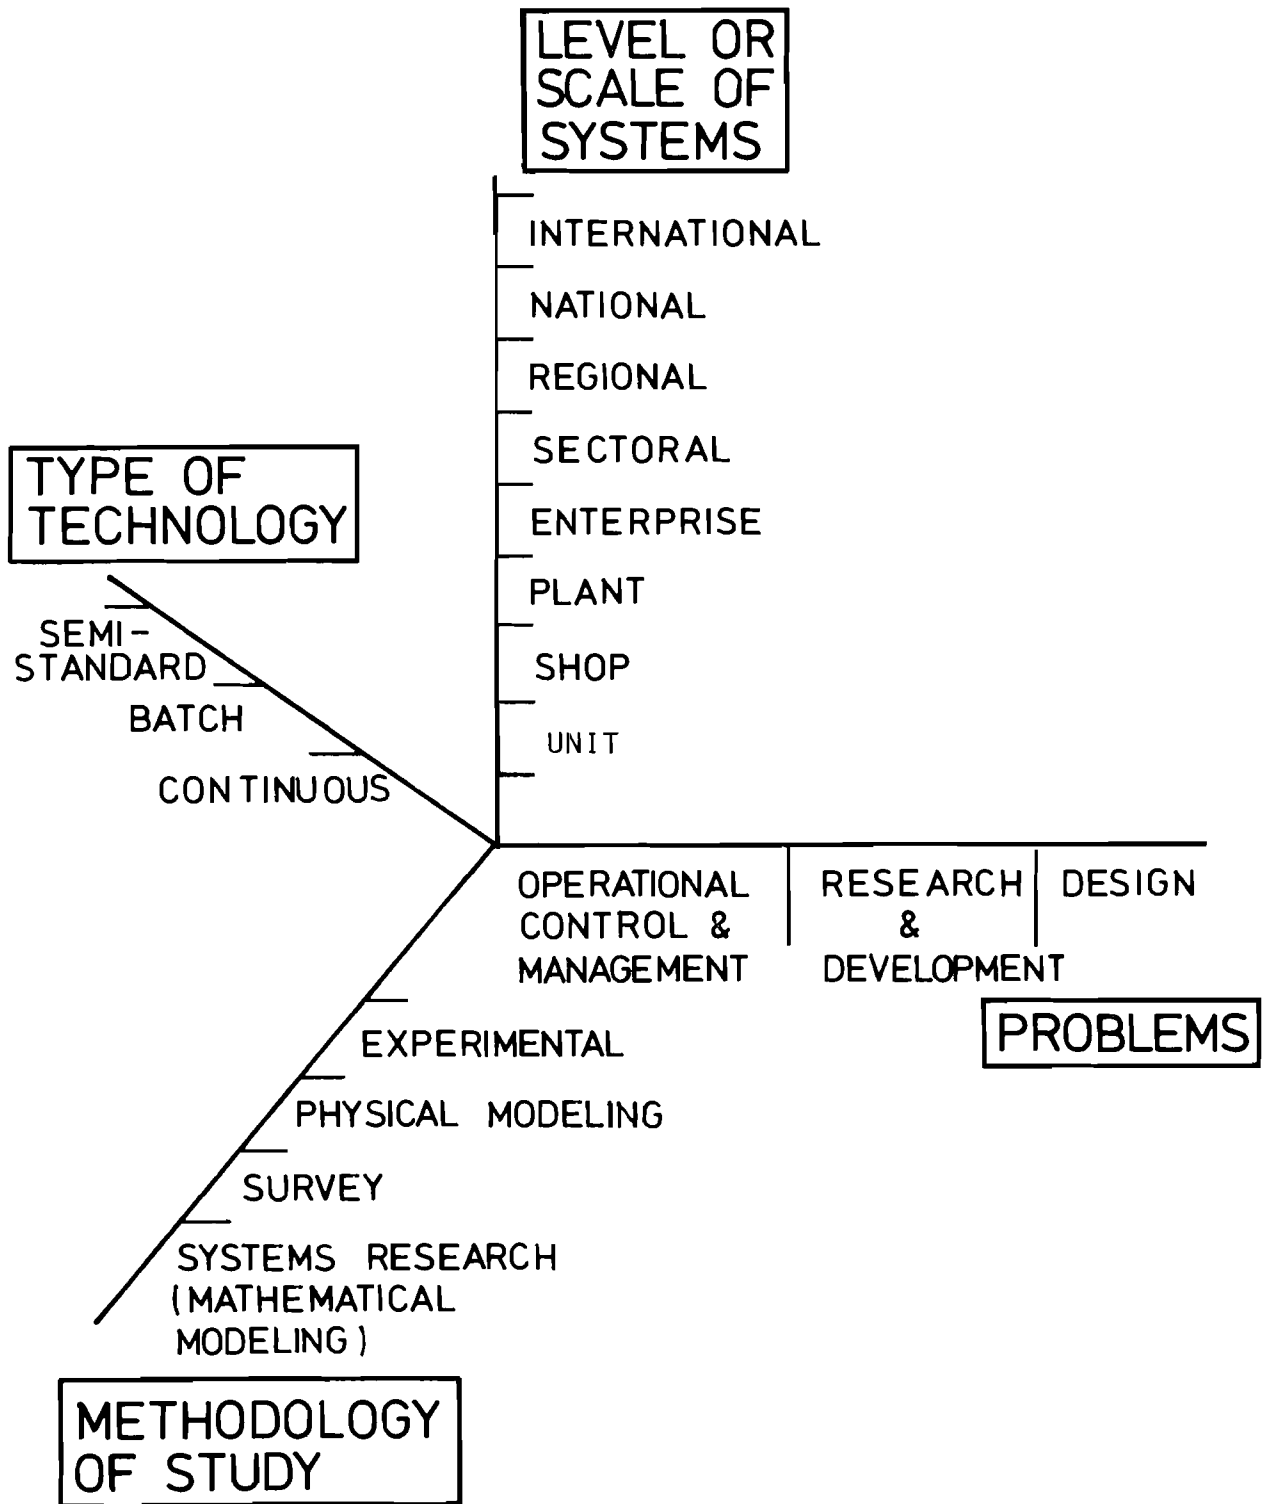 LEVEL OR
SCALE OF
SYSTEMS
INTERNATIONAL
NATIONAL
REGIONAL
SECTORAL
ENTERPRISE
PLANT
SHOP
UNIT
TYPE OF
TECHNOLOGY
SEMI-
STANDARD
BATCH
CONTINUOUS
OPERATIONAL
CONTROL &
MANAGEMENT
RESEARCH
&
DEVELOPMENT
DESIGN
PROBLEMS
EXPERIMENTAL
PHYSICAL MODELING
SURVEY
SYSTEMS RESEARCH
(MATHEMATICAL
MODELING)
METHODOLOGY
OF STUDY